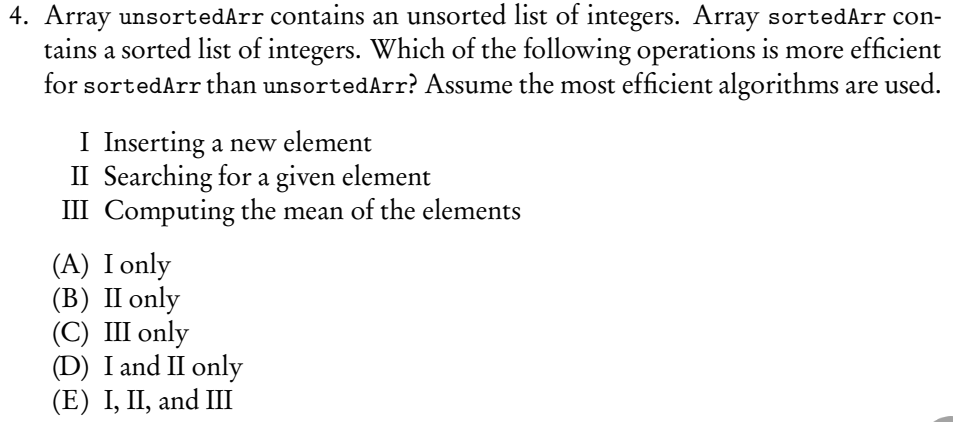 4. Array unsortedArr contains an unsorted list of integers. Array sortedArr con-
tains a sorted list of integers. Which of the following operations is more efficient
for sortedArr than unsortedArr? Assume the most efficient algorithms are used.
I Inserting a new element
II Searching for a given element
III Computing the mean of the elements
(A) I only
(B) II only
(C) III only
(D) I and II only
(E) I, II, and III